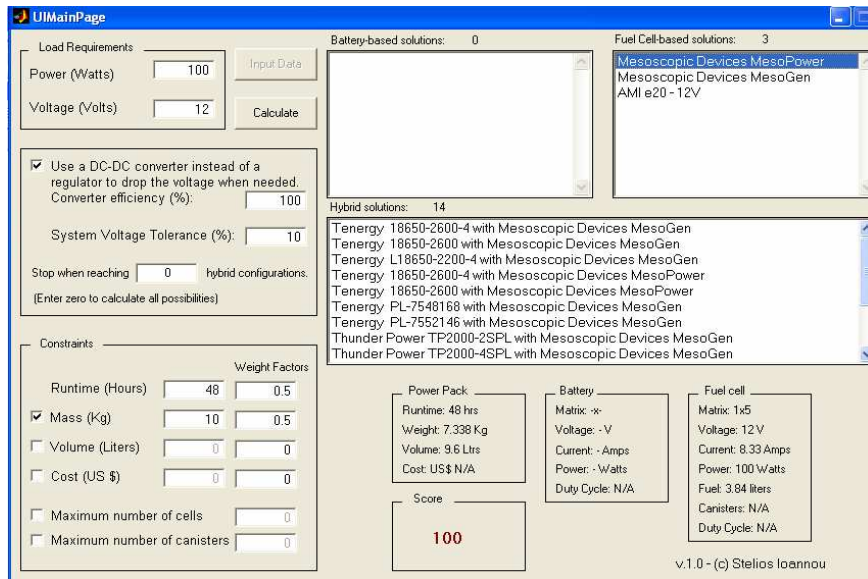 UIMainPage
Load Requirements
Power (Watts) 100
Voltage (Volts) 12
Input Data
Calculate
Use a DC-DC converter instead of a
regulator to drop the voltage when needed.
Converter efficiency (%): 100
System Voltage Tolerance (%): 10
Stop when reaching 0 hybrid configurations.
(Enter zero to calculate all possibilities)
Constraints
Weight Factors
Runtime (Hours) 48 0.5
Mass (Kg) 10 0.5
Volume (Liters) 0 0
Cost (US $) 0 0
Maximum number of cells 0
Maximum number of canisters 0
Battery-based solutions: 0
Fuel Cell-based solutions: 3
Mesoscopic Devices MesoPower
Mesoscopic Devices MesoGen
AMI e20 - 12V
Hybrid solutions: 14
Tenergy 18650-2600-4 with Mesoscopic Devices MesoGen
Tenergy 18650-2600 with Mesoscopic Devices MesoGen
Tenergy L18650-2200-4 with Mesoscopic Devices MesoGen
Tenergy 18650-2600-4 with Mesoscopic Devices MesoPower
Tenergy 18650-2600 with Mesoscopic Devices MesoPower
Tenergy PL-7548168 with Mesoscopic Devices MesoGen
Tenergy PL-7552146 with Mesoscopic Devices MesoGen
Thunder Power TP2000-2SPL with Mesoscopic Devices MesoGen
Thunder Power TP2000-4SPL with Mesoscopic Devices MesoGen
Power Pack
Runtime: 48 hrs
Weight: 7.338 Kg
Volume: 9.6 Ltrs
Cost: US$ N/A
Score
100
Battery
Matrix: -x-
Voltage: - V
Current: - Amps
Power: - Watts
Duty Cycle: N/A
Fuel cell
Matrix: 1x5
Voltage: 12 V
Current: 8.33 Amps
Power: 100 Watts
Fuel: 3.84 liters
Canisters: N/A
Duty Cycle: N/A
v.1.0 - (c) Stelios Ioannou